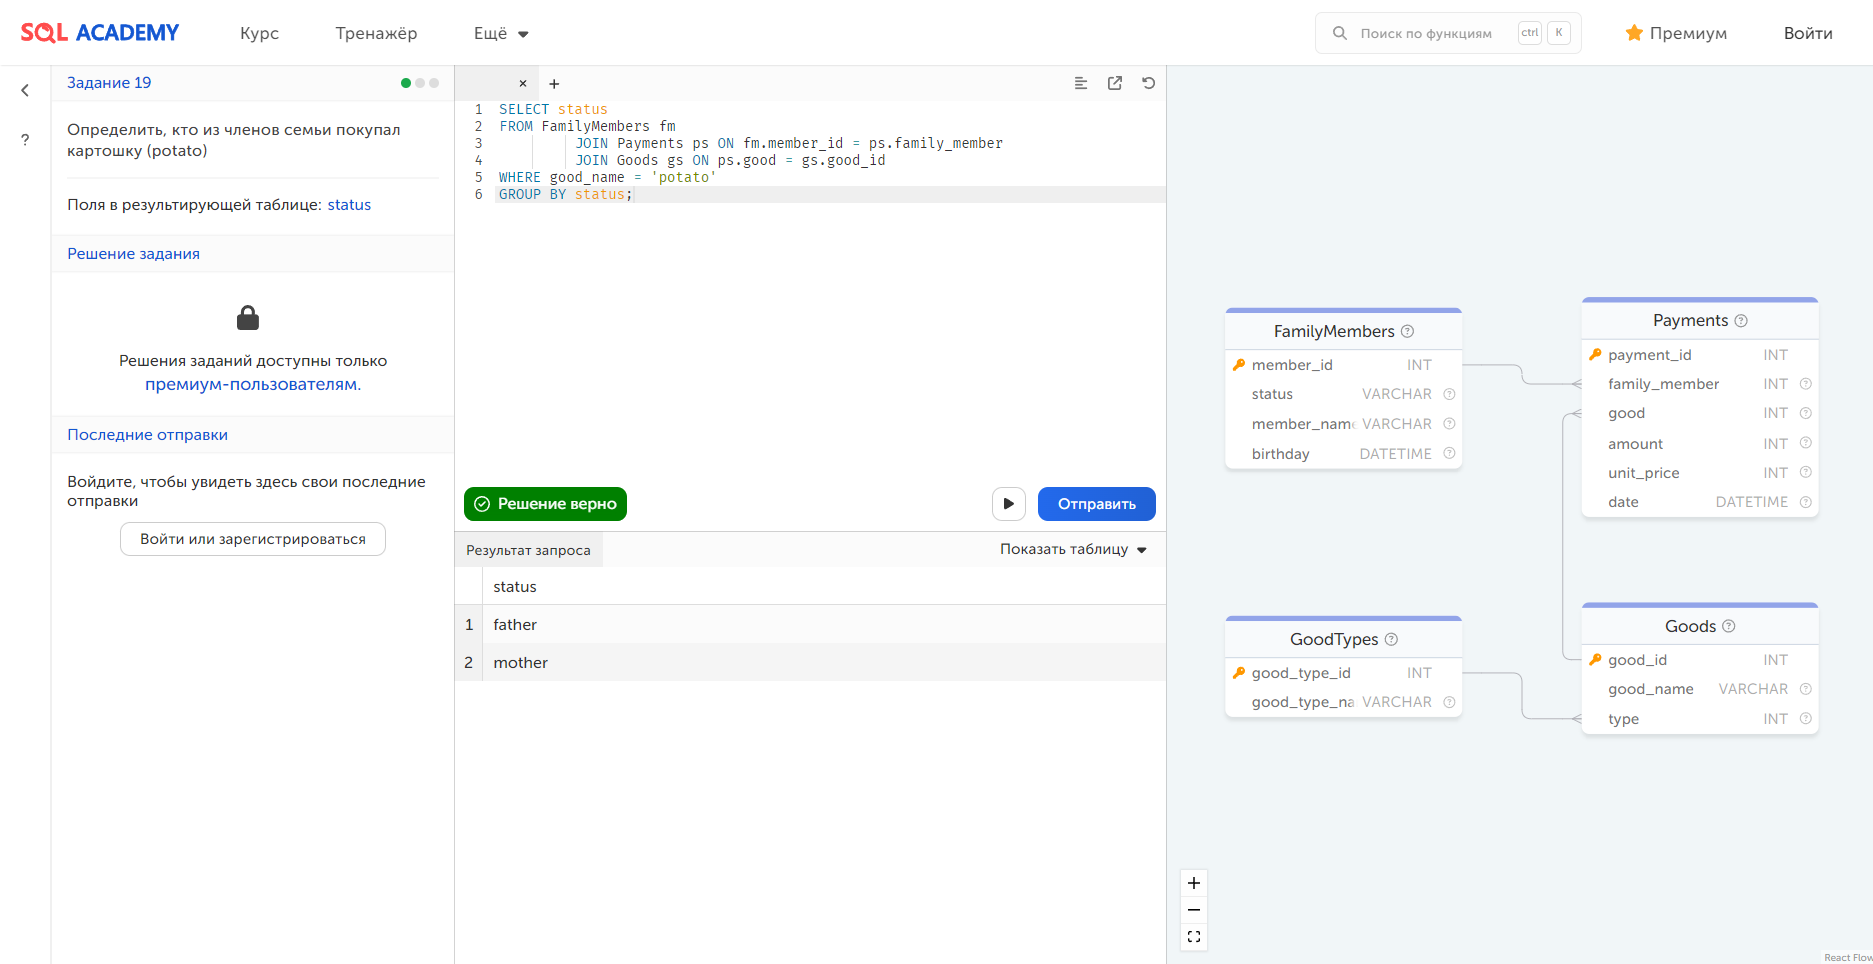 SQL ACADEMY
Курс
Тренажёр
Ещё
Поиск по функциям
ctrl
K
Премиум
Войти
Задание 19
Определить, кто из членов семьи покупал
картошку (potato)
Поля в результирующей таблице: status
Решение задания
Решения заданий доступны только
премиум-пользователям.
Последние отправки
Войдите, чтобы увидеть здесь свои последние
отправки
Войти или зарегистрироваться
1 SELECT status
2 FROM FamilyMembers fm
3 JOIN Payments ps ON fm.member_id = ps.family_member
4 JOIN Goods gs ON ps.good = gs.good_id
5 WHERE good_name = 'potato'
6 GROUP BY status;
Решение верно
Отправить
Результат запроса
Показать таблицу
status
1 father
2 mother
FamilyMembers
member_id INT
status VARCHAR
member_name VARCHAR
birthday DATETIME
Payments
payment_id INT
family_member INT
good INT
amount INT
unit_price INT
date DATETIME
GoodTypes
good_type_id INT
good_type_na VARCHAR
Goods
good_id INT
good_name VARCHAR
type INT
React Flow